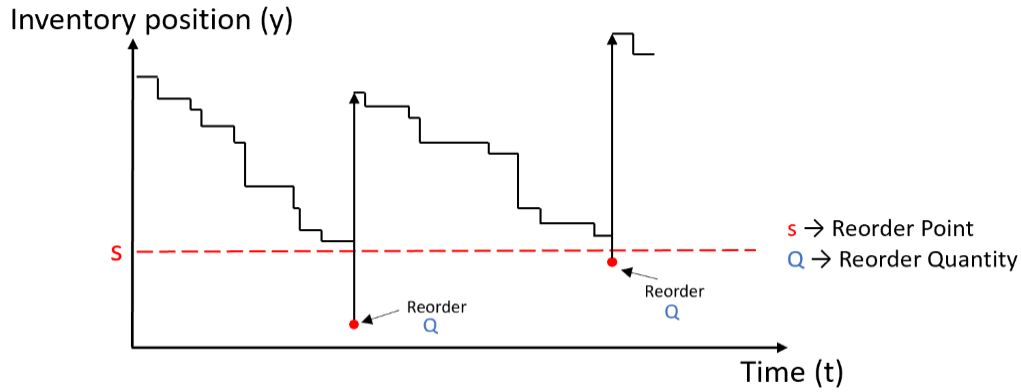 Inventory position (y)
s
s → Reorder Point
Q → Reorder Quantity
Reorder
Q
Reorder
Q
Time (t)